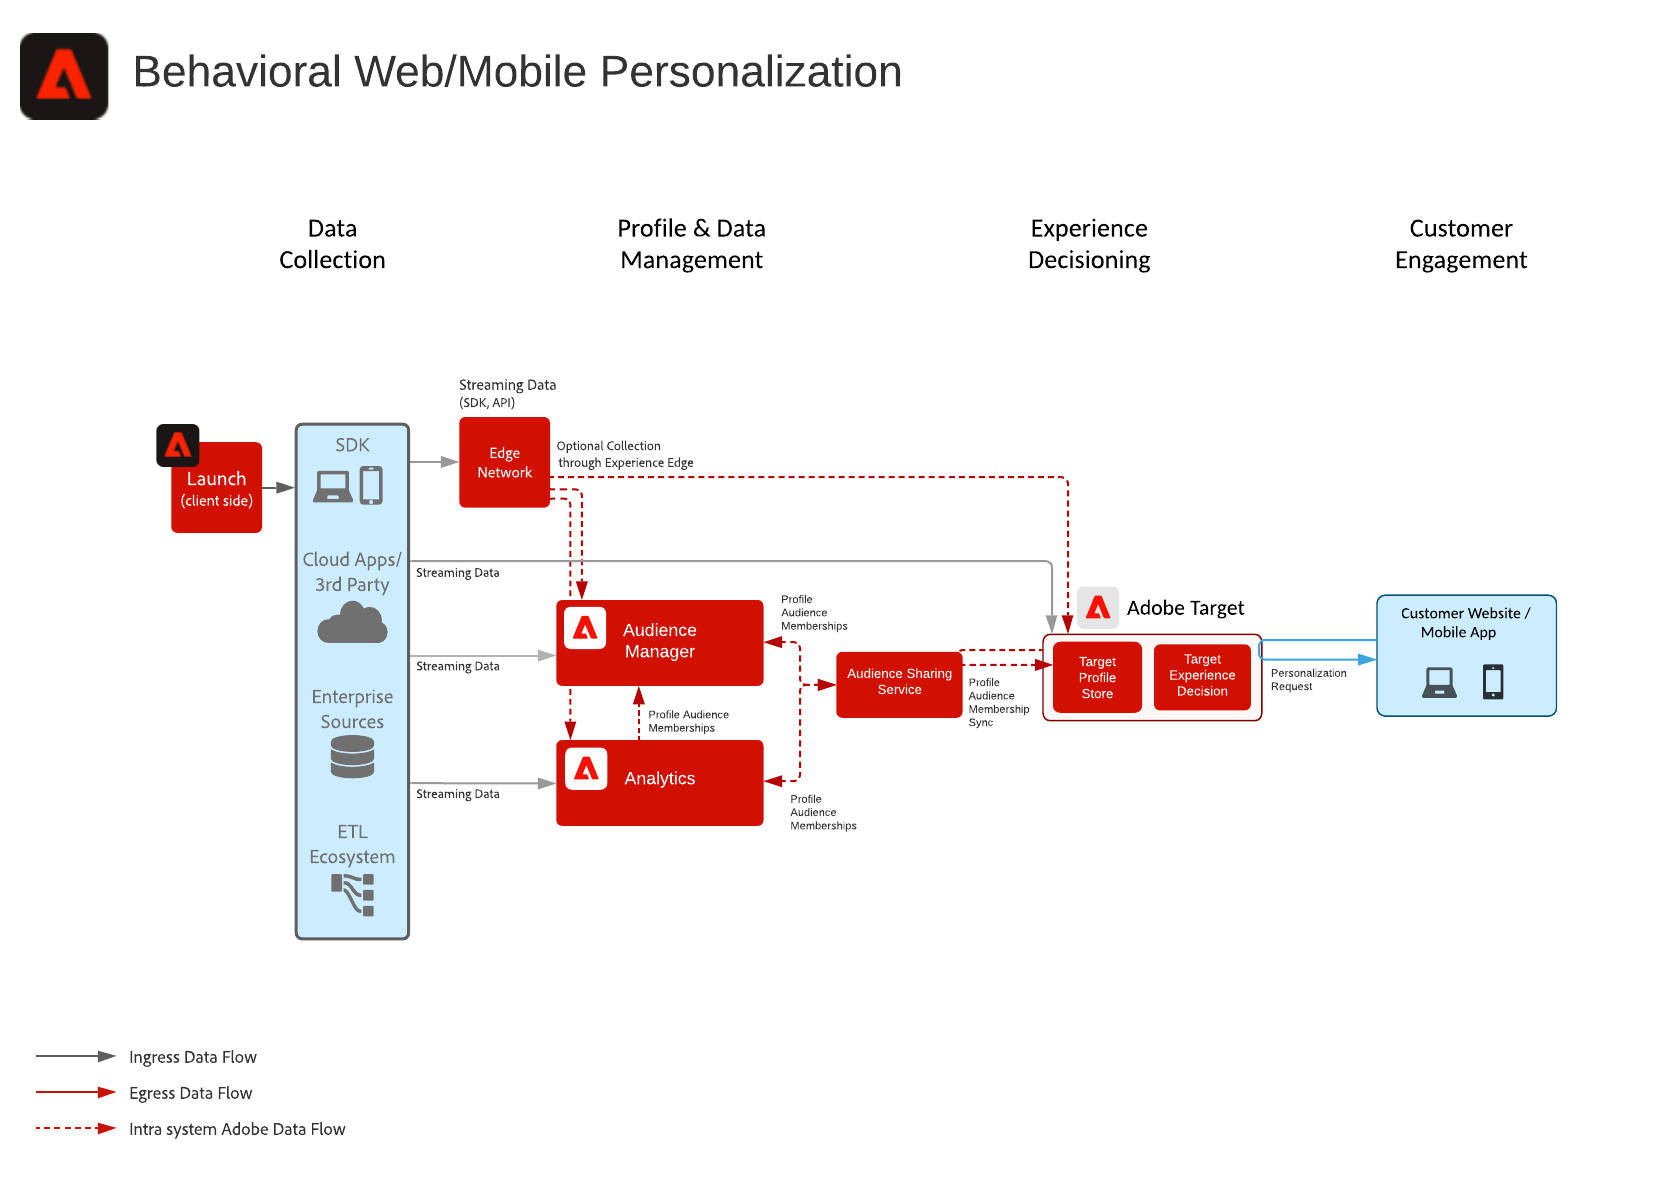 Behavioral Web/Mobile Personalization
Data
Collection
Profile & Data
Management
Experience
Decisioning
Customer
Engagement
Launch
(client side)
SDK
Cloud Apps/
3rd Party
Enterprise
Sources
ETL
Ecosystem
Streaming Data
(SDK, API)
Edge
Network
Optional Collection
through Experience Edge
Streaming Data
Streaming Data
Streaming Data
Audience
Manager
Profile Audience
Memberships
Analytics
Profile
Audience
Memberships
Profile
Audience
Memberships
Audience Sharing
Service
Profile
Audience
Membership
Sync
Adobe Target
Target
Profile
Store
Target
Experience
Decision
Personalization
Request
Customer Website /
Mobile App
Ingress Data Flow
Egress Data Flow
Intra system Adobe Data Flow